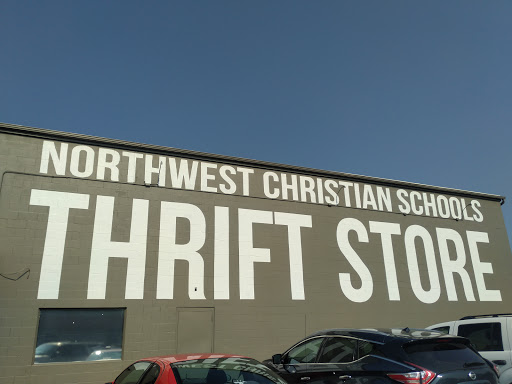 NORTHWEST CHRISTIAN SCHOOLS
THRIFT STORE